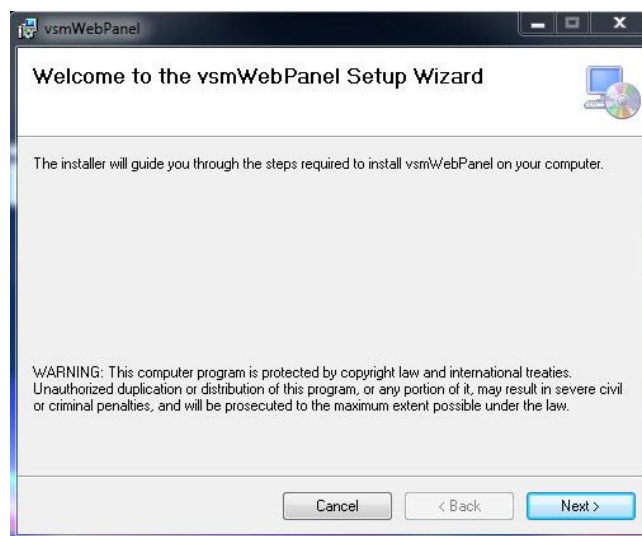 vsmWebPanel
Welcome to the vsmWebPanel Setup Wizard
The installer will guide you through the steps required to install vsmWebPanel on your computer.
WARNING: This computer program is protected by copyright law and international treaties.
Unauthorized duplication or distribution of this program, or any portion of it, may result in severe civil
or criminal penalties, and will be prosecuted to the maximum extent possible under the law.
Cancel
< Back
Next >